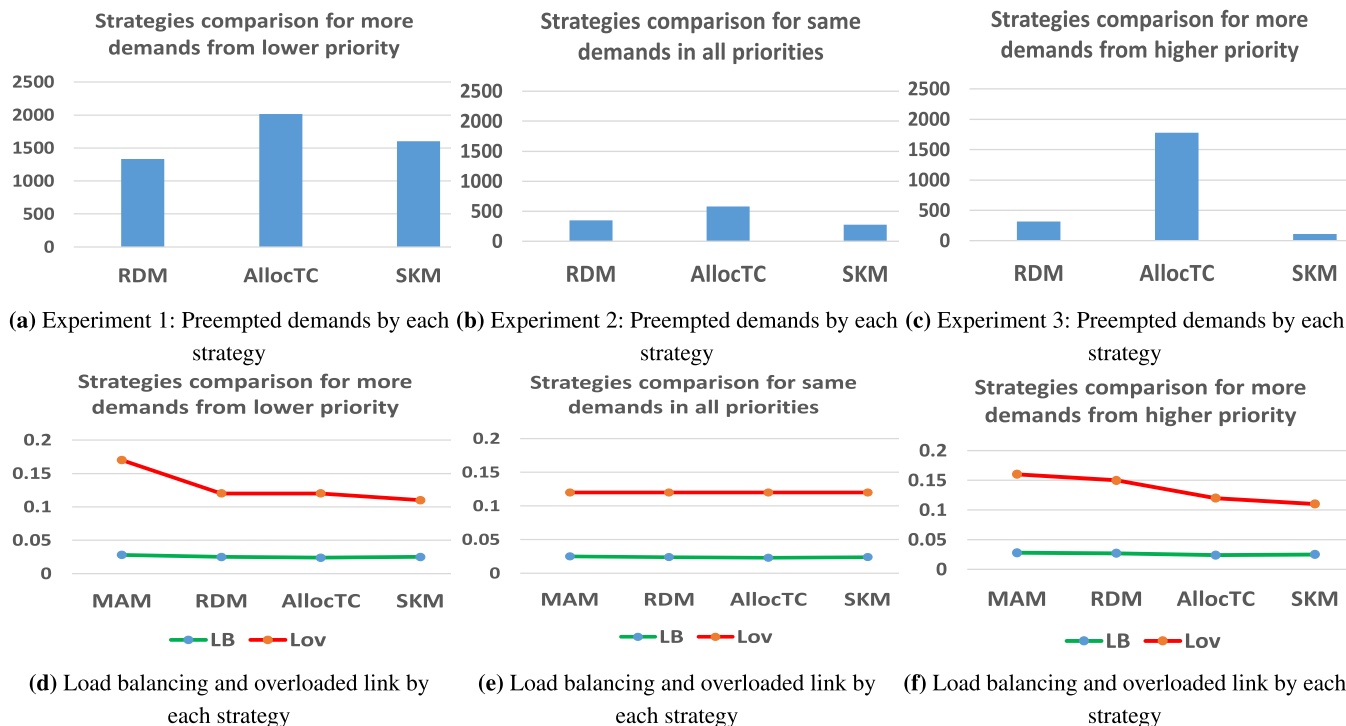 Strategies comparison for more
demands from lower priority
2500
2000
1500
1000
500
0
RDM AllocTC SKM
(a) Experiment 1: Preempted demands by each
strategy
Strategies comparison for same
demands in all priorities
2500
2000
1500
1000
500
0
RDM AllocTC SKM
(b) Experiment 2: Preempted demands by each
strategy
Strategies comparison for more
demands from higher priority
2500
2000
1500
1000
500
0
RDM AllocTC SKM
(c) Experiment 3: Preempted demands by each
strategy
Strategies comparison for more
demands from lower priority
0.2
0.15
0.1
0.05
0
MAM RDM AllocTC SKM
LB Lov
(d) Load balancing and overloaded link by
each strategy
Strategies comparison for same
demands in all priorities
0.2
0.15
0.1
0.05
0
MAM RDM AllocTC SKM
LB Lov
(e) Load balancing and overloaded link by
each strategy
Strategies comparison for more
demands from higher priority
0.2
0.15
0.1
0.05
0
MAM RDM AllocTC SKM
LB Lov
(f) Load balancing and overloaded link by each
strategy